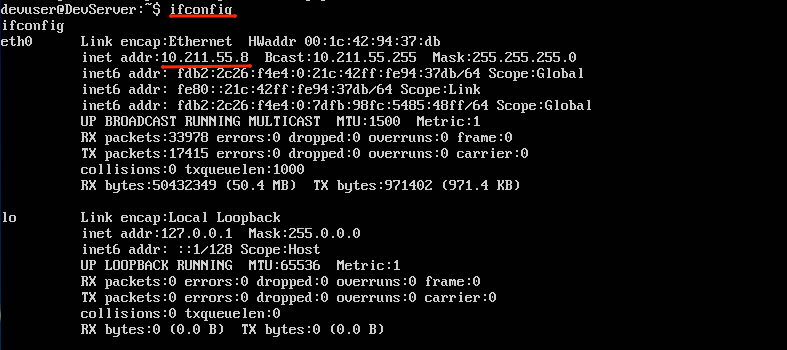 devuser@DevServer:~$ ifconfig
ifconfig
eth0 Link encap:Ethernet HWaddr 00:1c:42:94:37:db
inet addr:10.211.55.8 Bcast:10.211.55.255 Mask:255.255.255.0
inet6 addr: fdb2:2c26:f4e4:0:21c:42ff:fe94:37db/64 Scope:Global
inet6 addr: fe80::21c:42ff:fe94:37db/64 Scope:Link
inet6 addr: fdb2:2c26:f4e4:0:7dfb:98fc:5485:48ff/64 Scope:Global
UP BROADCAST RUNNING MULTICAST MTU:1500 Metric:1
RX packets:33978 errors:0 dropped:0 overruns:0 frame:0
TX packets:17415 errors:0 dropped:0 overruns:0 carrier:0
collisions:0 txqueuelen:1000
RX bytes:50432349 (50.4 MB) TX bytes:971402 (971.4 KB)
lo Link encap:Local Loopback
inet addr:127.0.0.1 Mask:255.0.0.0
inet6 addr: ::1/128 Scope:Host
UP LOOPBACK RUNNING MTU:65536 Metric:1
RX packets:0 errors:0 dropped:0 overruns:0 frame:0
TX packets:0 errors:0 dropped:0 overruns:0 carrier:0
collisions:0 txqueuelen:0
RX bytes:0 (0.0 B) TX bytes:0 (0.0 B)